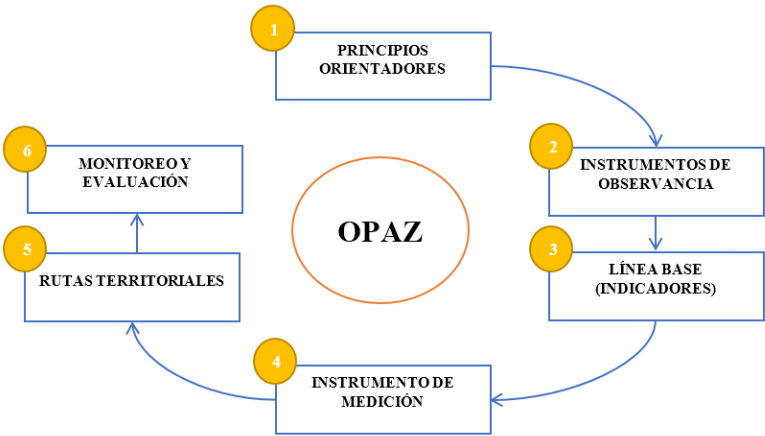 1
PRINCIPIOS
ORIENTADORES
2
INSTRUMENTOS DE
OBSERVANCIA
3
LÍNEA BASE
(INDICADORES)
4
INSTRUMENTO DE
MEDICIÓN
5
RUTAS TERRITORIALES
6
MONITOREO Y
EVALUACIÓN
OPAZ